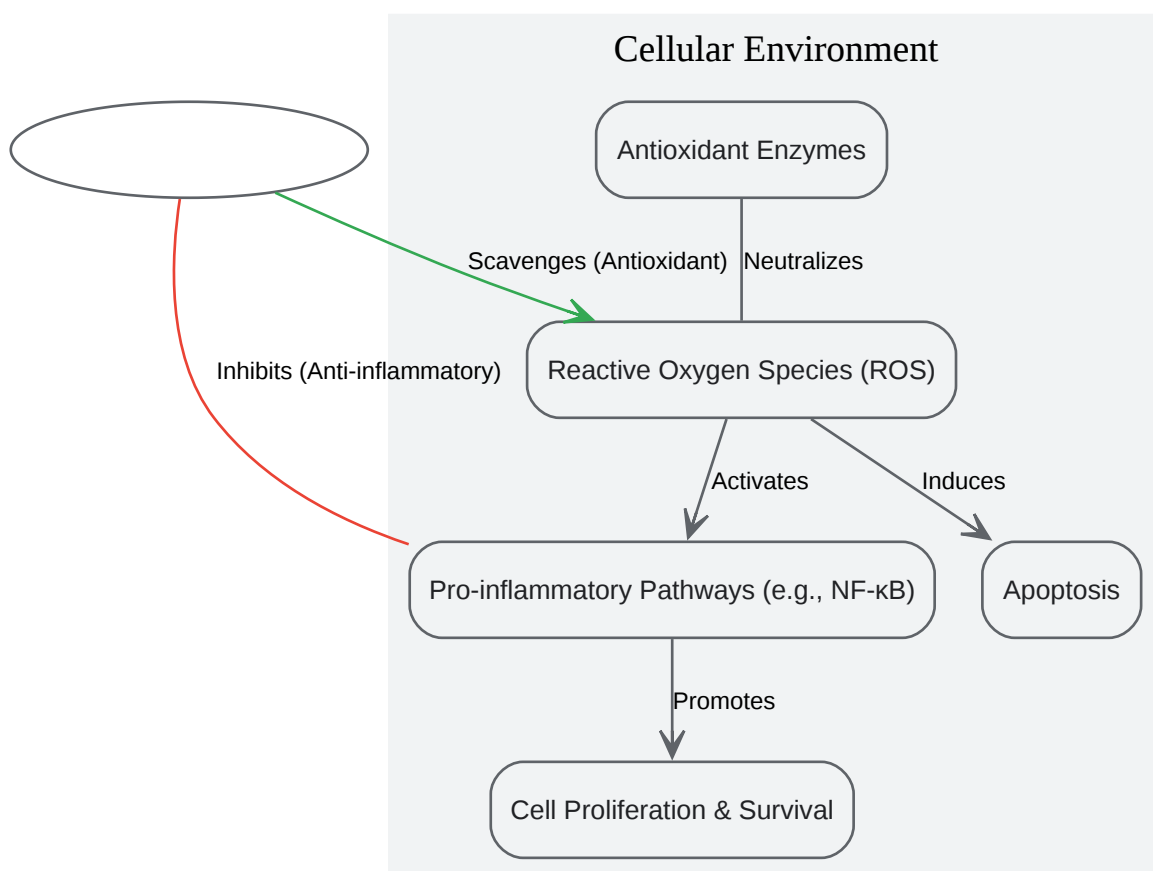 Cellular Environment
Antioxidant Enzymes
Scavenges (Antioxidant)
Neutralizes
Inhibits (Anti-inflammatory)
Reactive Oxygen Species (ROS)
Activates
Induces
Pro-inflammatory Pathways (e.g., NF-κB)
Apoptosis
Promotes
Cell Proliferation & Survival